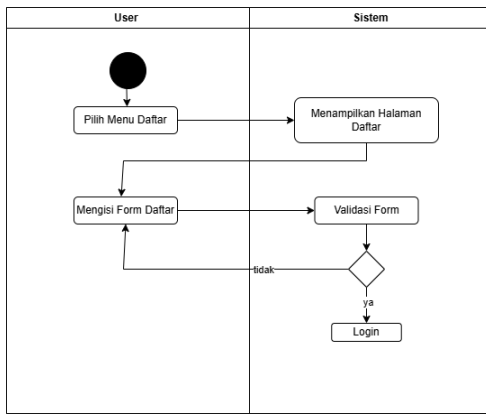 User
Sistem
Pilih Menu Daftar
Menampilkan Halaman
Daftar
Mengisi Form Daftar
Validasi Form
tidak
ya
Login